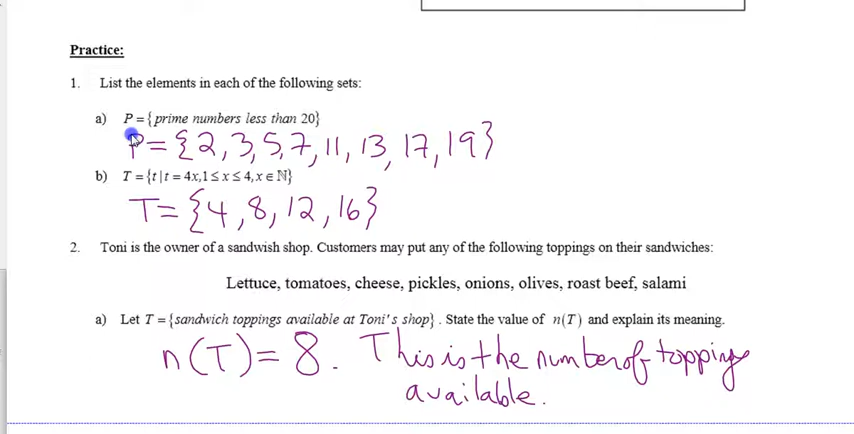 Practice:
1. List the elements in each of the following sets:
a) P = {prime numbers less than 20}
P = {2, 3, 5, 7, 11, 13, 17, 19}
b) T = {t | t = 4x, 1 ≤ x ≤ 4, x ∈ ℕ}
T = {4, 8, 12, 16}
2. Toni is the owner of a sandwish shop. Customers may put any of the following toppings on their sandwiches:
Lettuce, tomatoes, cheese, pickles, onions, olives, roast beef, salami
a) Let T = {sandwich toppings available at Toni's shop}. State the value of n(T) and explain its meaning.
n(T) = 8. This is the number of toppings
available.